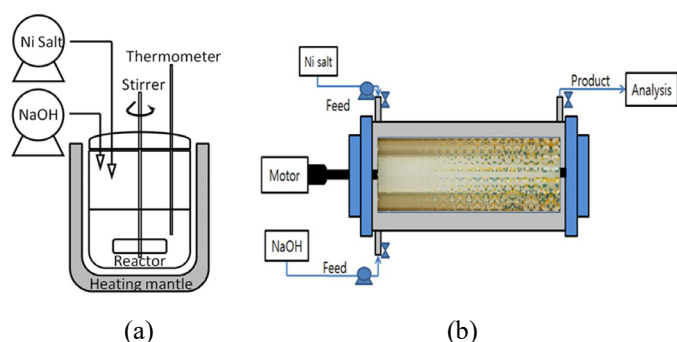 Ni Salt
Thermometer
Stirrer
NaOH
Reactor
Heating mantle
(a)
Ni salt
Feed
Product
Analysis
Motor
NaOH
Feed
(b)